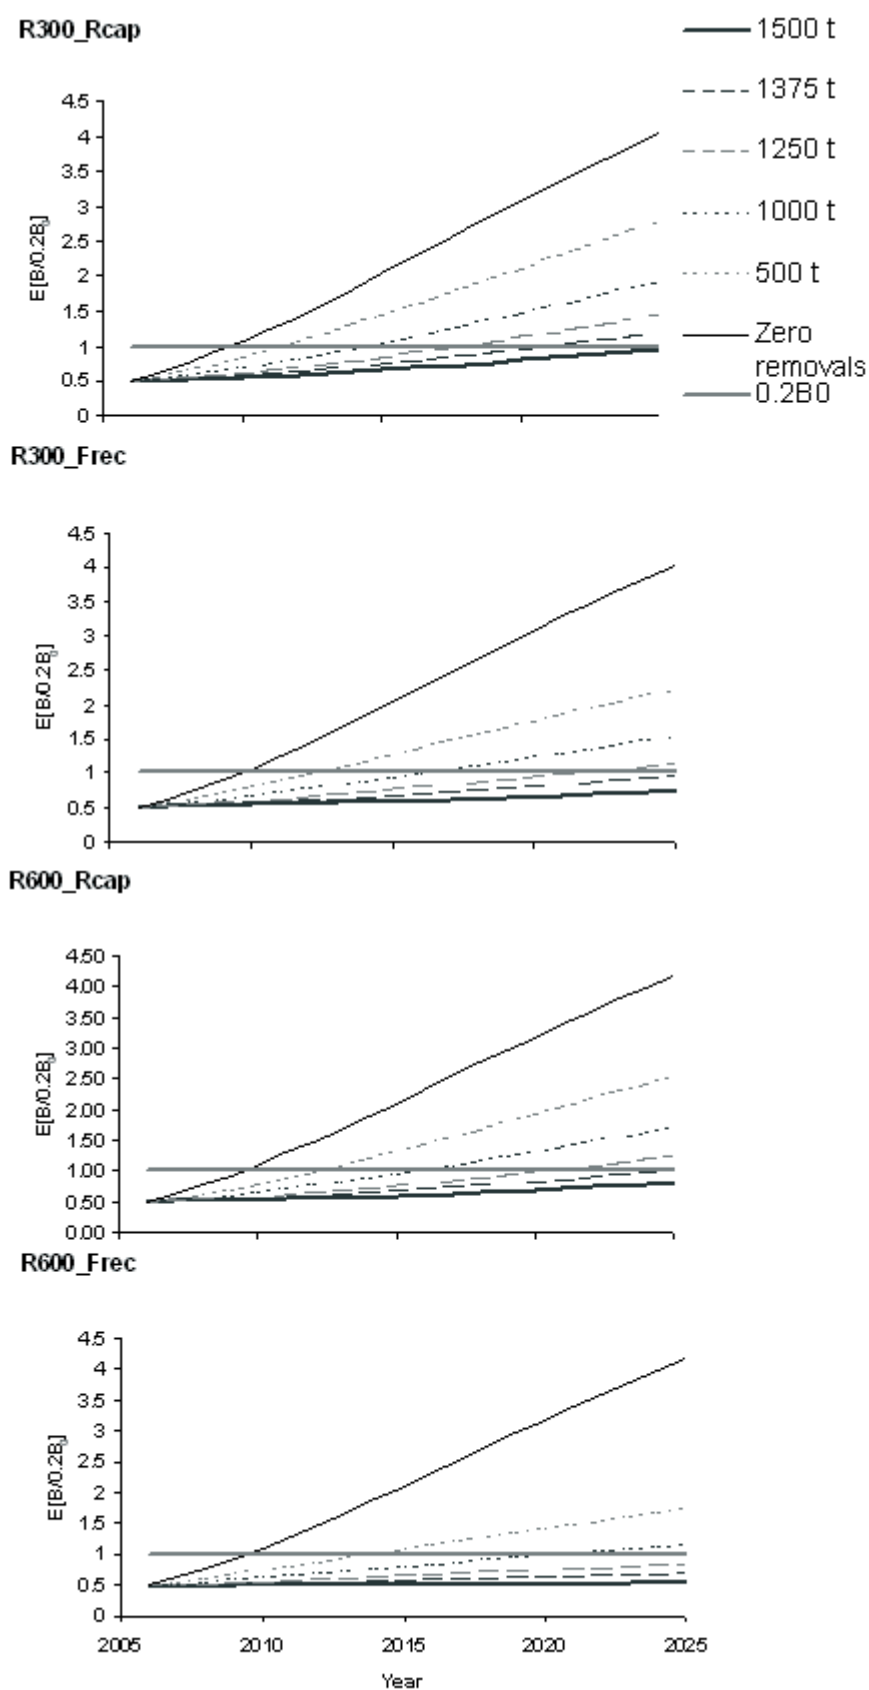 R300_Rcap
1500 t
1375 t
1250 t
1000 t
500 t
Zero
removals
0.2B0
4.5
4
3.5
3
2.5
2
1.5
1
0.5
0
E[B/0.2B0]
R300_Frec
4.5
4
3.5
3
2.5
2
1.5
1
0.5
0
E[B/0.2B0]
R600_Rcap
4.50
4.00
3.50
3.00
2.50
2.00
1.50
1.00
0.50
0.00
E[B/0.2B0]
R600_Frec
4.5
4
3.5
3
2.5
2
1.5
1
0.5
0
E[B/0.2B0]
2005 2010 2015 2020 2025
Year